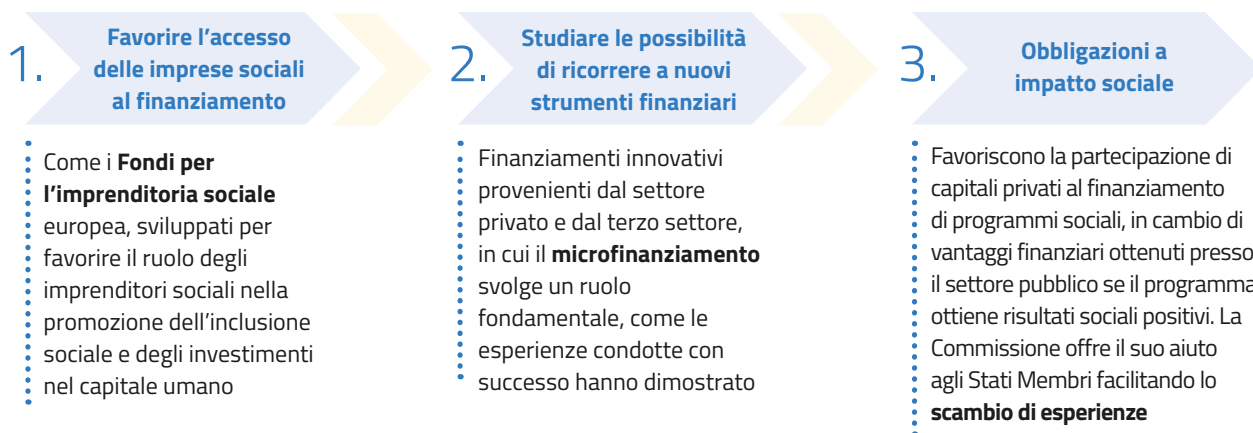 1.
Favorire l’accesso
delle imprese sociali
al finanziamento
Come i Fondi per
l’imprenditoria sociale
europea, sviluppati per
favorire il ruolo degli
imprenditori sociali nella
promozione dell’inclusione
sociale e degli investimenti
nel capitale umano
2.
Studiare le possibilità
di ricorrere a nuovi
strumenti finanziari
Finanziamenti innovativi
provenienti dal settore
privato e dal terzo settore,
in cui il microfinanziamento
svolge un ruolo
fondamentale, come le
esperienze condotte con
successo hanno dimostrato
3.
Obbligazioni a
impatto sociale
Favoriscono la partecipazione di
capitali privati al finanziamento
di programmi sociali, in cambio di
vantaggi finanziari ottenuti presso
il settore pubblico se il programma
ottiene risultati sociali positivi. La
Commissione offre il suo aiuto
agli Stati Membri facilitando lo
scambio di esperienze